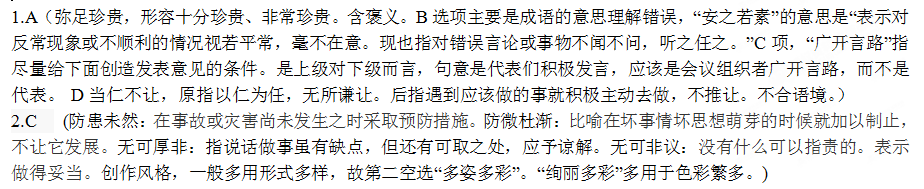 1.A（弥足珍贵，形容十分珍贵、非常珍贵。含褒义。B 选项主要是成语的意思理解错误，“安之若素”的意思是“表示对
反常现象或不顺利的情况视若平常，毫不在意。现也指对错误言论或事物不闻不问，听之任之。”C 项，“广开言路”指
尽量给下面创造发表意见的条件。是上级对下级而言，句意是代表们积极发言，应该是会议组织者广开言路，而不是
代表。 D 当仁不让，原指以仁为任，无所谦让。后指遇到应该做的事就积极主动去做，不推让。不合语境。）
2.C （防患未然：在事故或灾害尚未发生之时采取预防措施。防微杜渐：比喻在坏事情坏思想萌芽的时候就加以制止，
不让它发展。无可厚非：指说话做事虽有缺点，但还有可取之处，应予谅解。无可非议：没有什么可以指责的。表示
做得妥当。创作风格，一般多用形式多样，故第二空选“多姿多彩”。“绚丽多彩”多用于色彩繁多。）